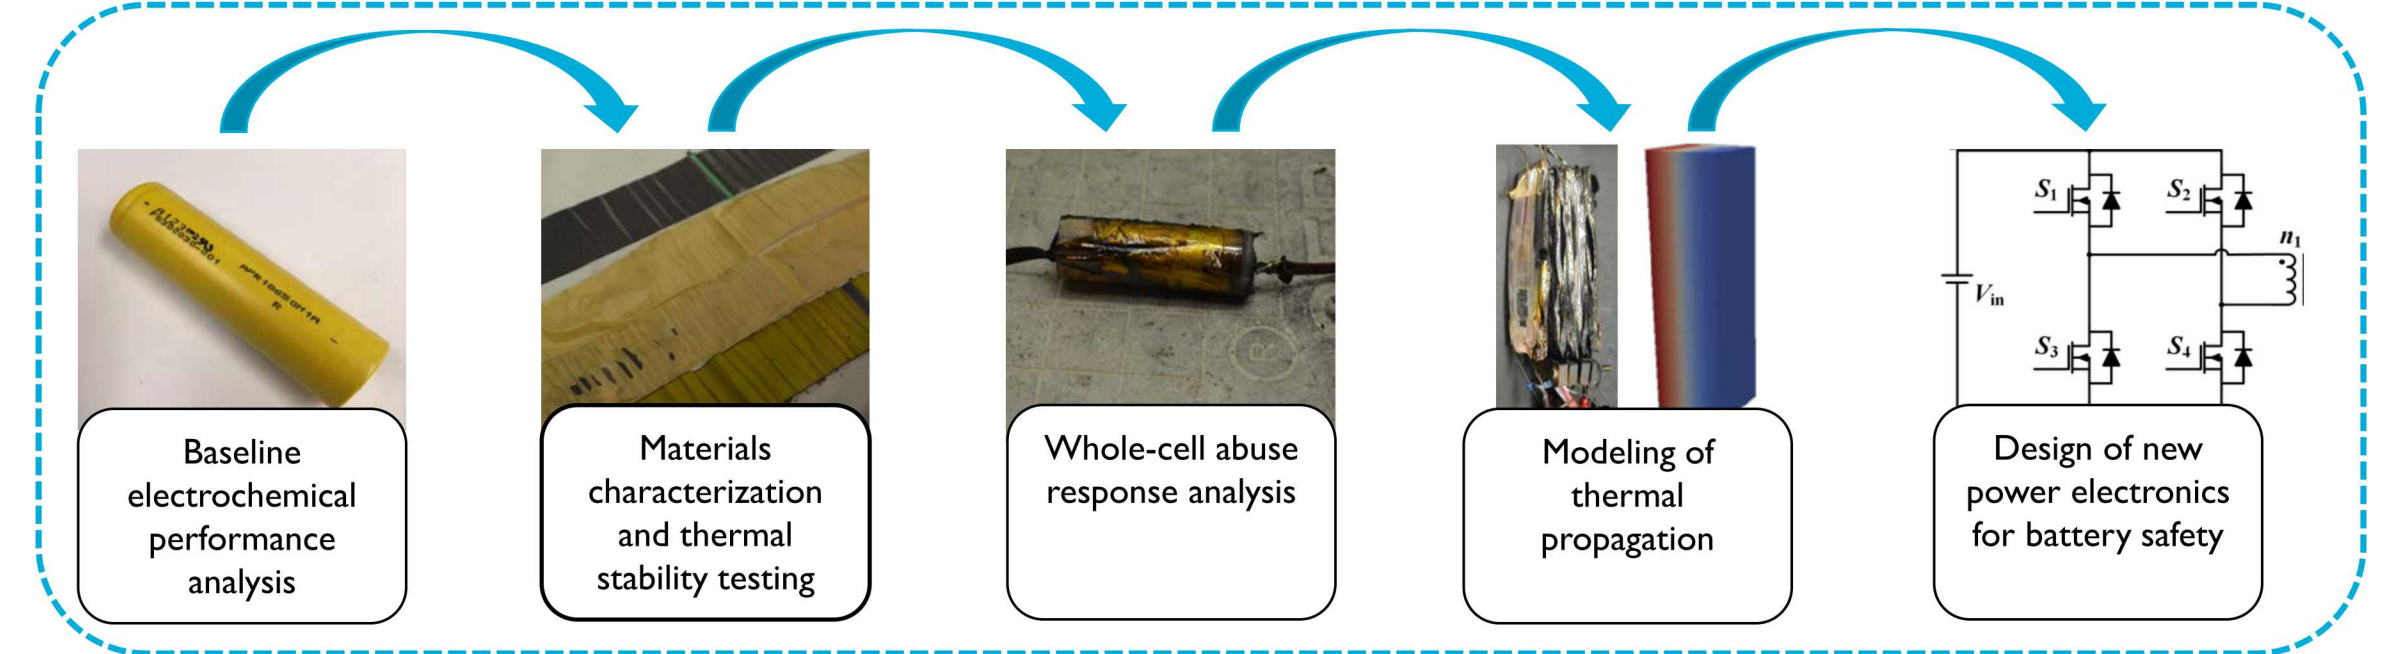 APR18650M1A
R
S1
S2
n1
Vin
S3
S4
R
Baseline
electrochemical
performance
analysis
Materials
characterization
and thermal
stability testing
Whole-cell abuse
response analysis
Modeling of
thermal
propagation
Design of new
power electronics
for battery safety